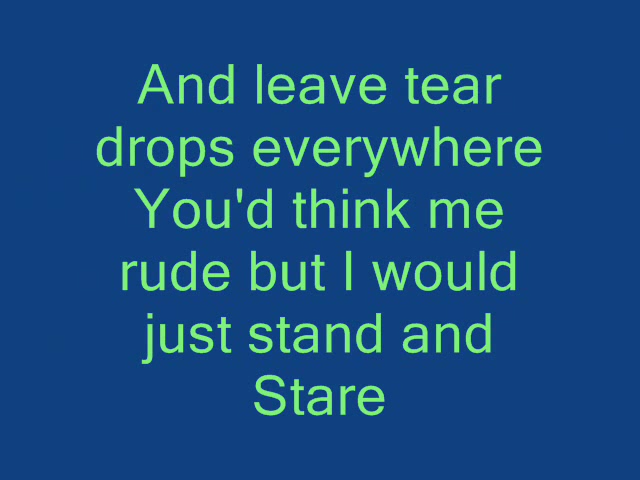 And leave tear
drops everywhere
You'd think me
rude but I would
just stand and
Stare